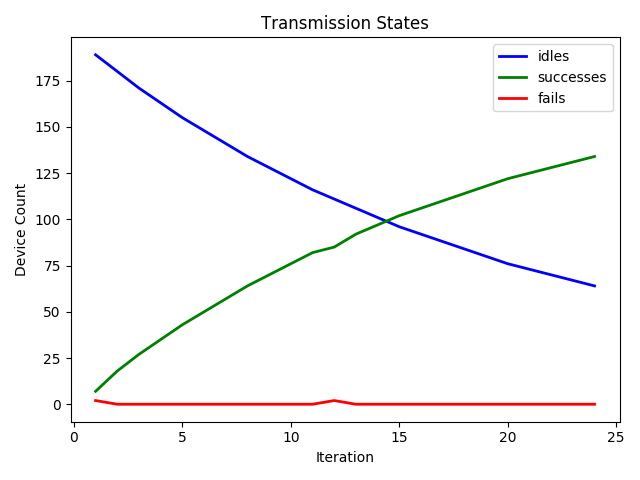 Transmission States
idles
successes
fails
Device Count
175
150
125
100
75
50
25
0
0 5 10 15 20 25
Iteration